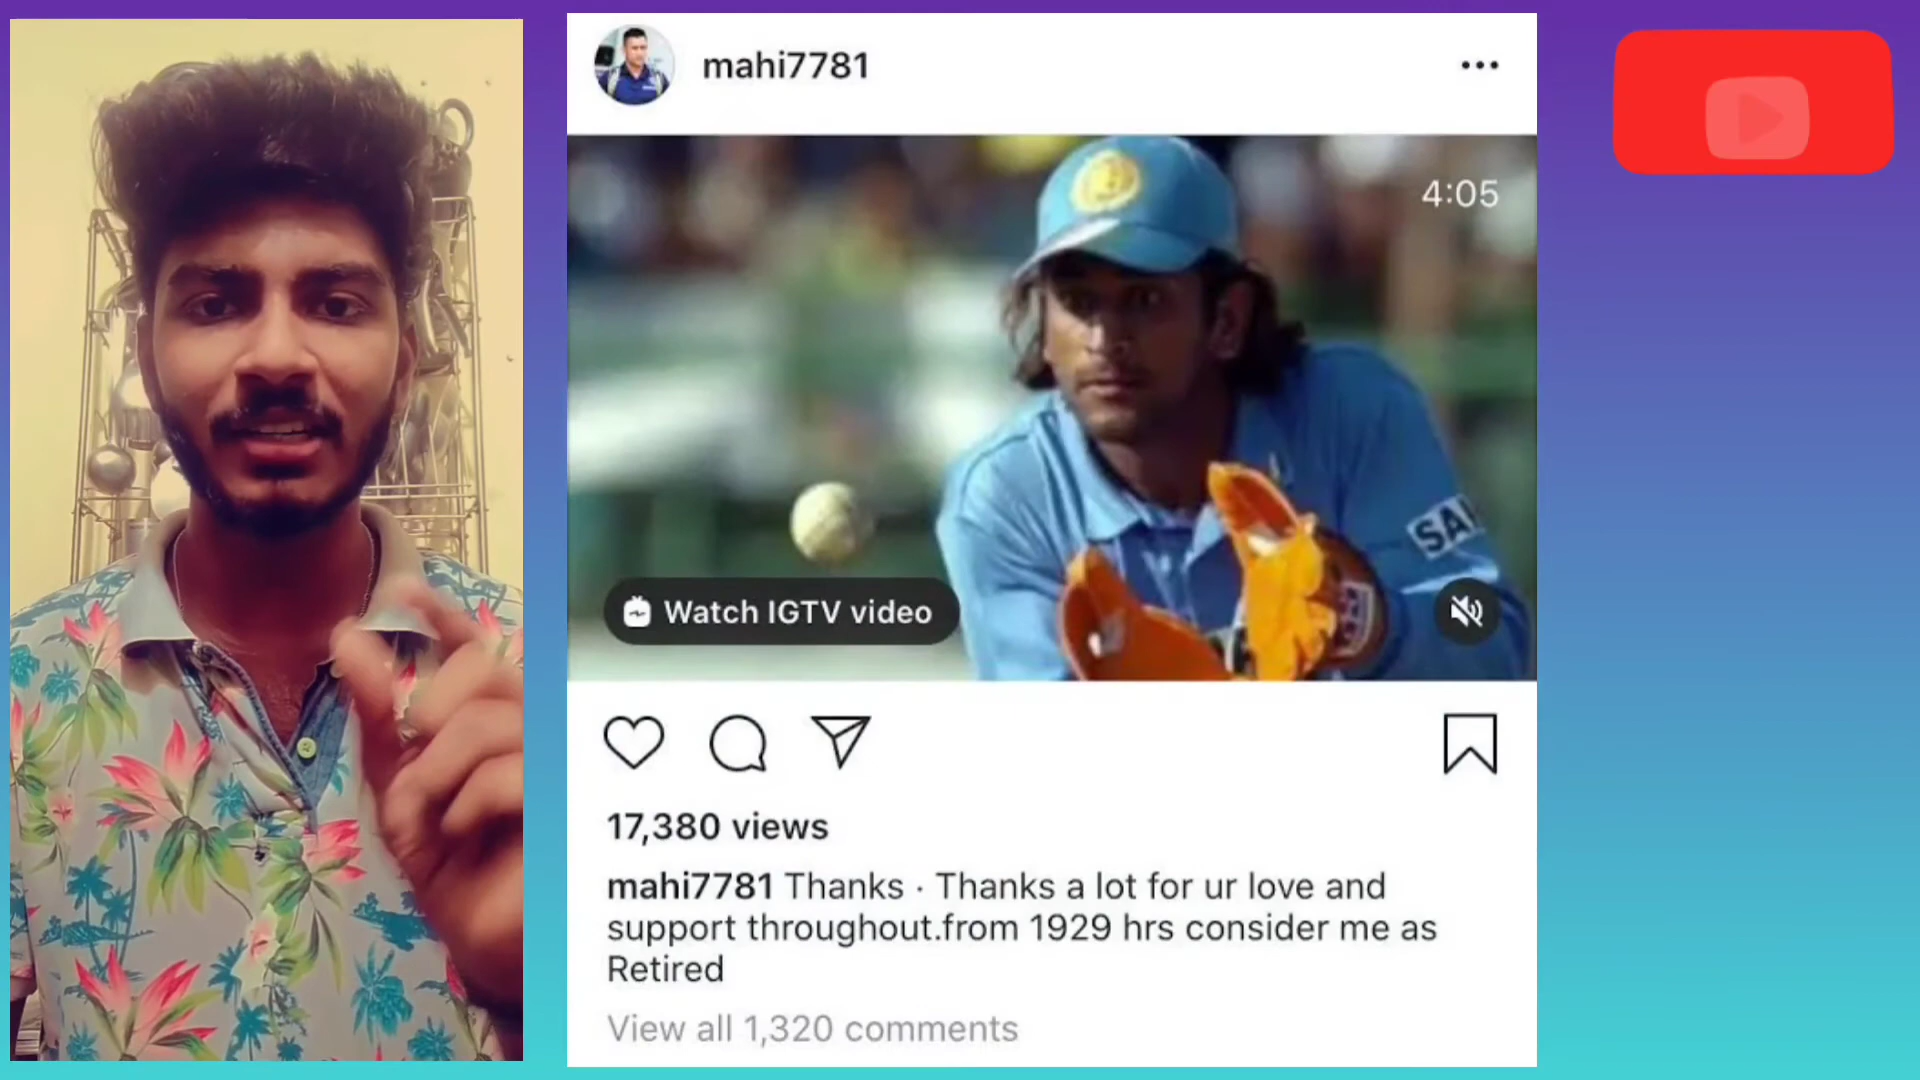 mahi7781
4:05
SA
Watch IGTV video
17,380 views
mahi7781 Thanks · Thanks a lot for ur love and
support throughout.from 1929 hrs consider me as
Retired
View all 1,320 comments